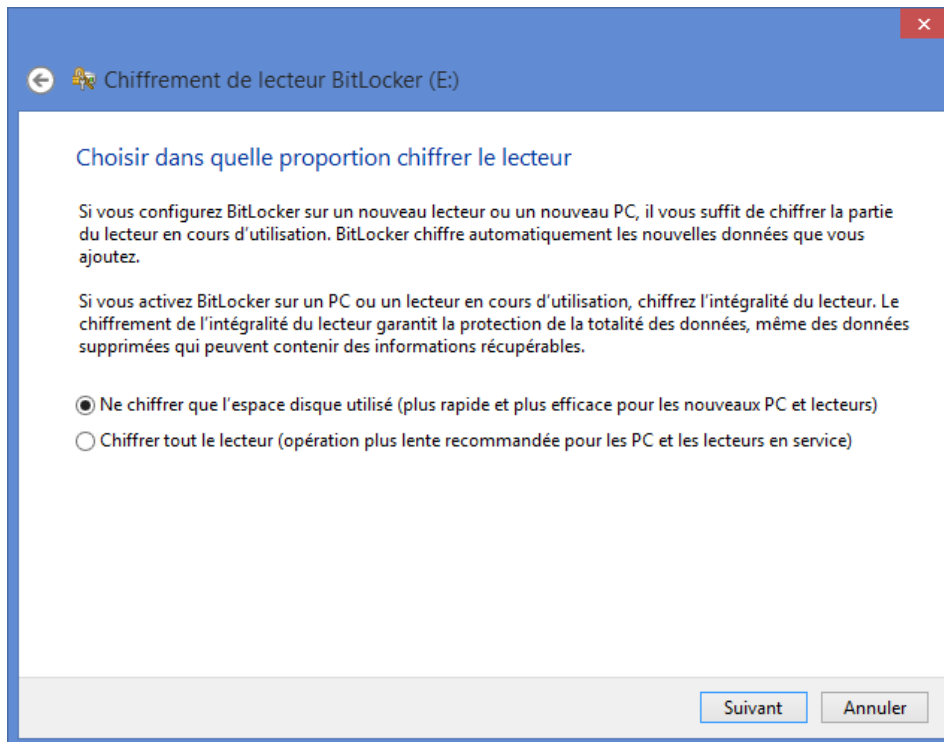 Chiffrement de lecteur BitLocker (E:)
Choisir dans quelle proportion chiffrer le lecteur
Si vous configurez BitLocker sur un nouveau lecteur ou un nouveau PC, il vous suffit de chiffrer la partie
du lecteur en cours d'utilisation. BitLocker chiffre automatiquement les nouvelles données que vous
ajoutez.
Si vous activez BitLocker sur un PC ou un lecteur en cours d'utilisation, chiffrez l'intégralité du lecteur. Le
chiffrement de l'intégralité du lecteur garantit la protection de la totalité des données, même des données
supprimées qui peuvent contenir des informations récupérables.
Ne chiffrer que l'espace disque utilisé (plus rapide et plus efficace pour les nouveaux PC et lecteurs)
Chiffrer tout le lecteur (opération plus lente recommandée pour les PC et les lecteurs en service)
Suivant
Annuler